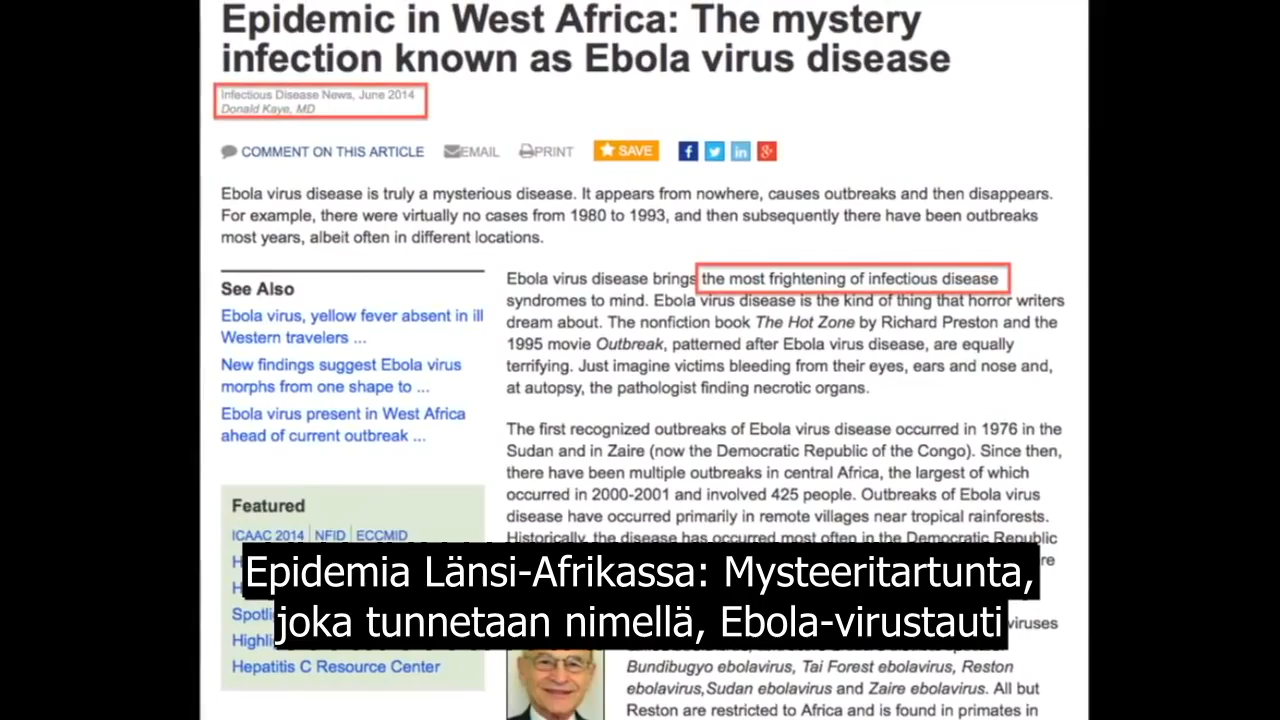 Epidemic in West Africa: The mystery
infection known as Ebola virus disease
Infectious Disease News, June 2014
Donald Kaye, MD
COMMENT ON THIS ARTICLE EMAIL PRINT SAVE
Ebola virus disease is truly a mysterious disease. It appears from nowhere, causes outbreaks and then disappears.
For example, there were virtually no cases from 1980 to 1993, and then subsequently there have been outbreaks
most years, albeit often in different locations.
See Also
Ebola virus, yellow fever absent in ill
Western travelers ...
New findings suggest Ebola virus
morphs from one shape to ...
Ebola virus present in West Africa
ahead of current outbreak ...
Featured
ICAAC 2014 NFID ECCMID
Hepatitis C Resource Center
Ebola virus disease brings the most frightening of infectious disease
syndromes to mind. Ebola virus disease is the kind of thing that horror writers
dream about. The nonfiction book The Hot Zone by Richard Preston and the
1995 movie Outbreak, patterned after Ebola virus disease, are equally
terrifying. Just imagine victims bleeding from their eyes, ears and nose and,
at autopsy, the pathologist finding necrotic organs.
The first recognized outbreaks of Ebola virus disease occurred in 1976 in the
Sudan and in Zaire (now the Democratic Republic of the Congo). Since then,
there have been multiple outbreaks in central Africa, the largest of which
occurred in 2000-2001 and involved 425 people. Outbreaks of Ebola virus
disease have occurred primarily in remote villages near tropical rainforests.
Historically, the disease has occurred most often in the Democratic Republic
Bundibugyo ebolavirus, Tai Forest ebolavirus, Reston
ebolavirus, Sudan ebolavirus and Zaire ebolavirus. All but
Reston are restricted to Africa and is found in primates in
Epidemia Länsi-Afrikassa: Mysteeritartunta,
joka tunnetaan nimellä, Ebola-virustauti